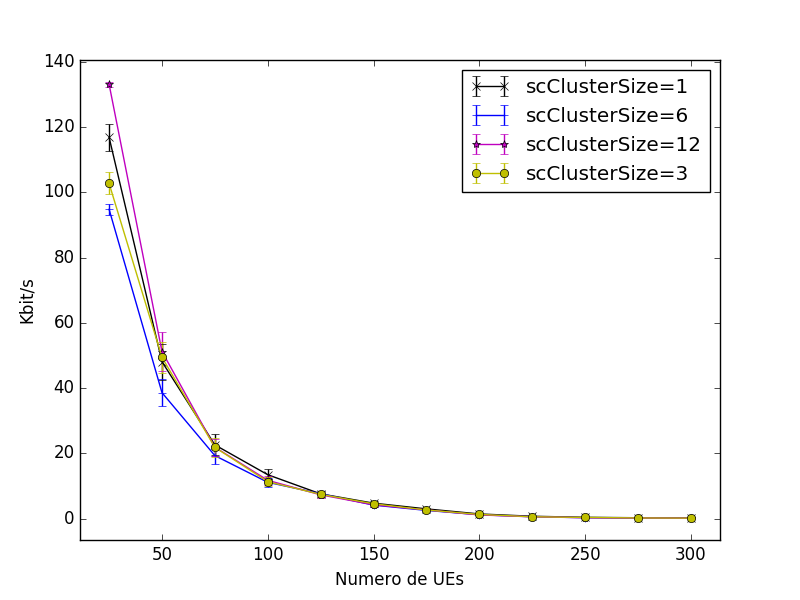 140
120
100
80
60
40
20
0
Kbit/s
scClusterSize=1
scClusterSize=6
scClusterSize=12
scClusterSize=3
50 100 150 200 250 300
Numero de UEs